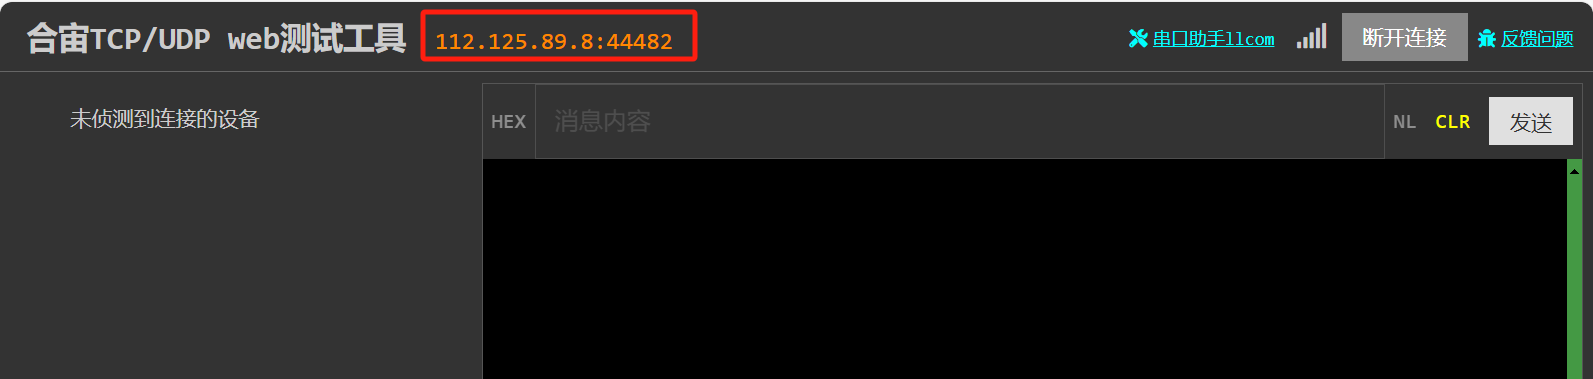 合宙TCP/UDP web测试工具 112.125.89.8:44482 串口助手llcom 断开连接 反馈问题
未侦测到连接的设备 HEX 消息内容 NL CLR 发送